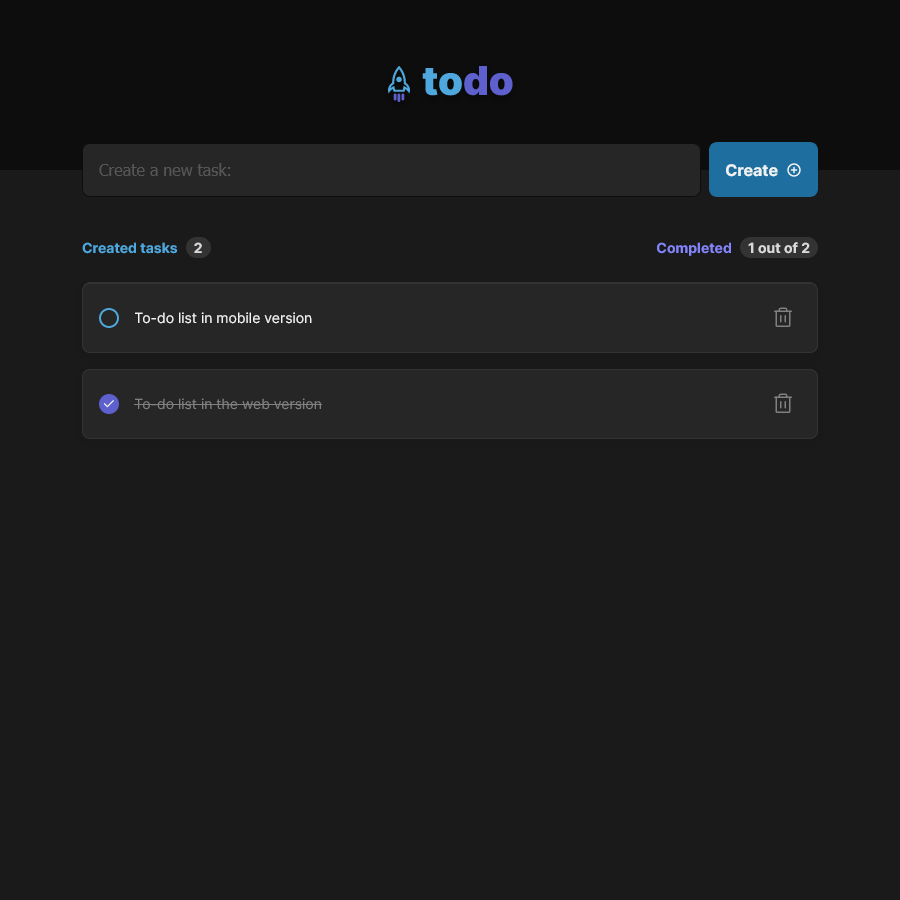 todo
Create a new task:
Create
Created tasks 2
Completed 1 out of 2
To-do list in mobile version
To-do list in the web version